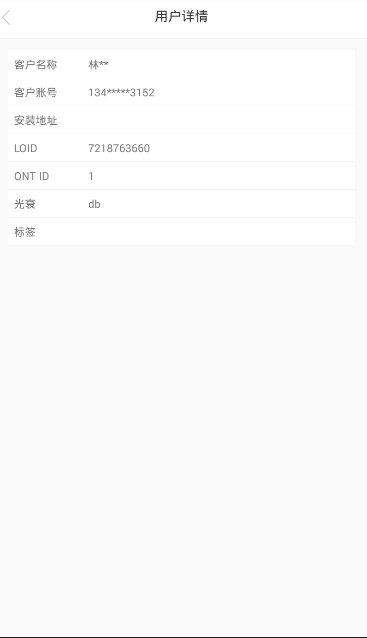 用户详情
客户名称 林**
客户账号 134*****3152
安装地址
LOID 7218763660
ONT ID 1
光衰 db
标签